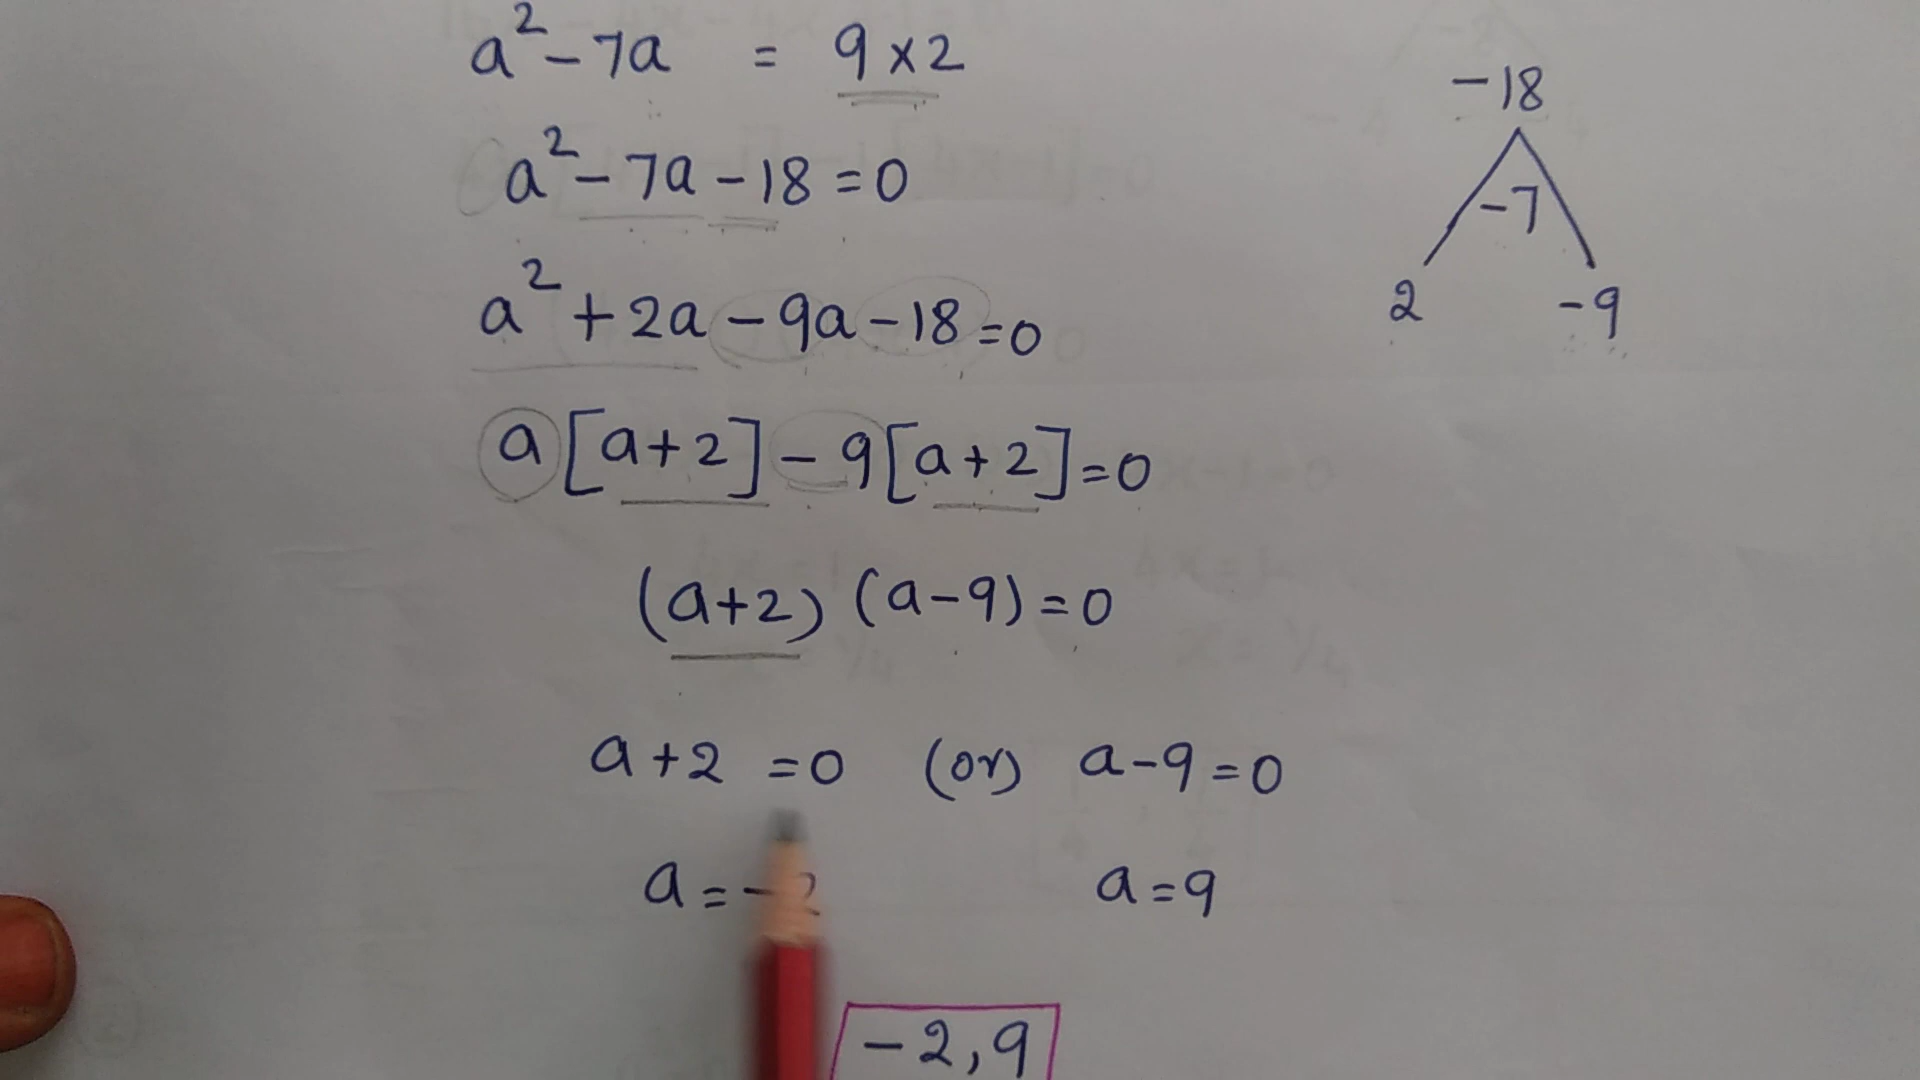 a² - 7a = 9 × 2
a² - 7a - 18 = 0
a² + 2a - 9a - 18 = 0
a [a + 2] - 9 [a + 2] = 0
(a + 2) (a - 9) = 0
a + 2 = 0 (or) a - 9 = 0
a = -2 a = 9
-2, 9
-18
-7
2 -9